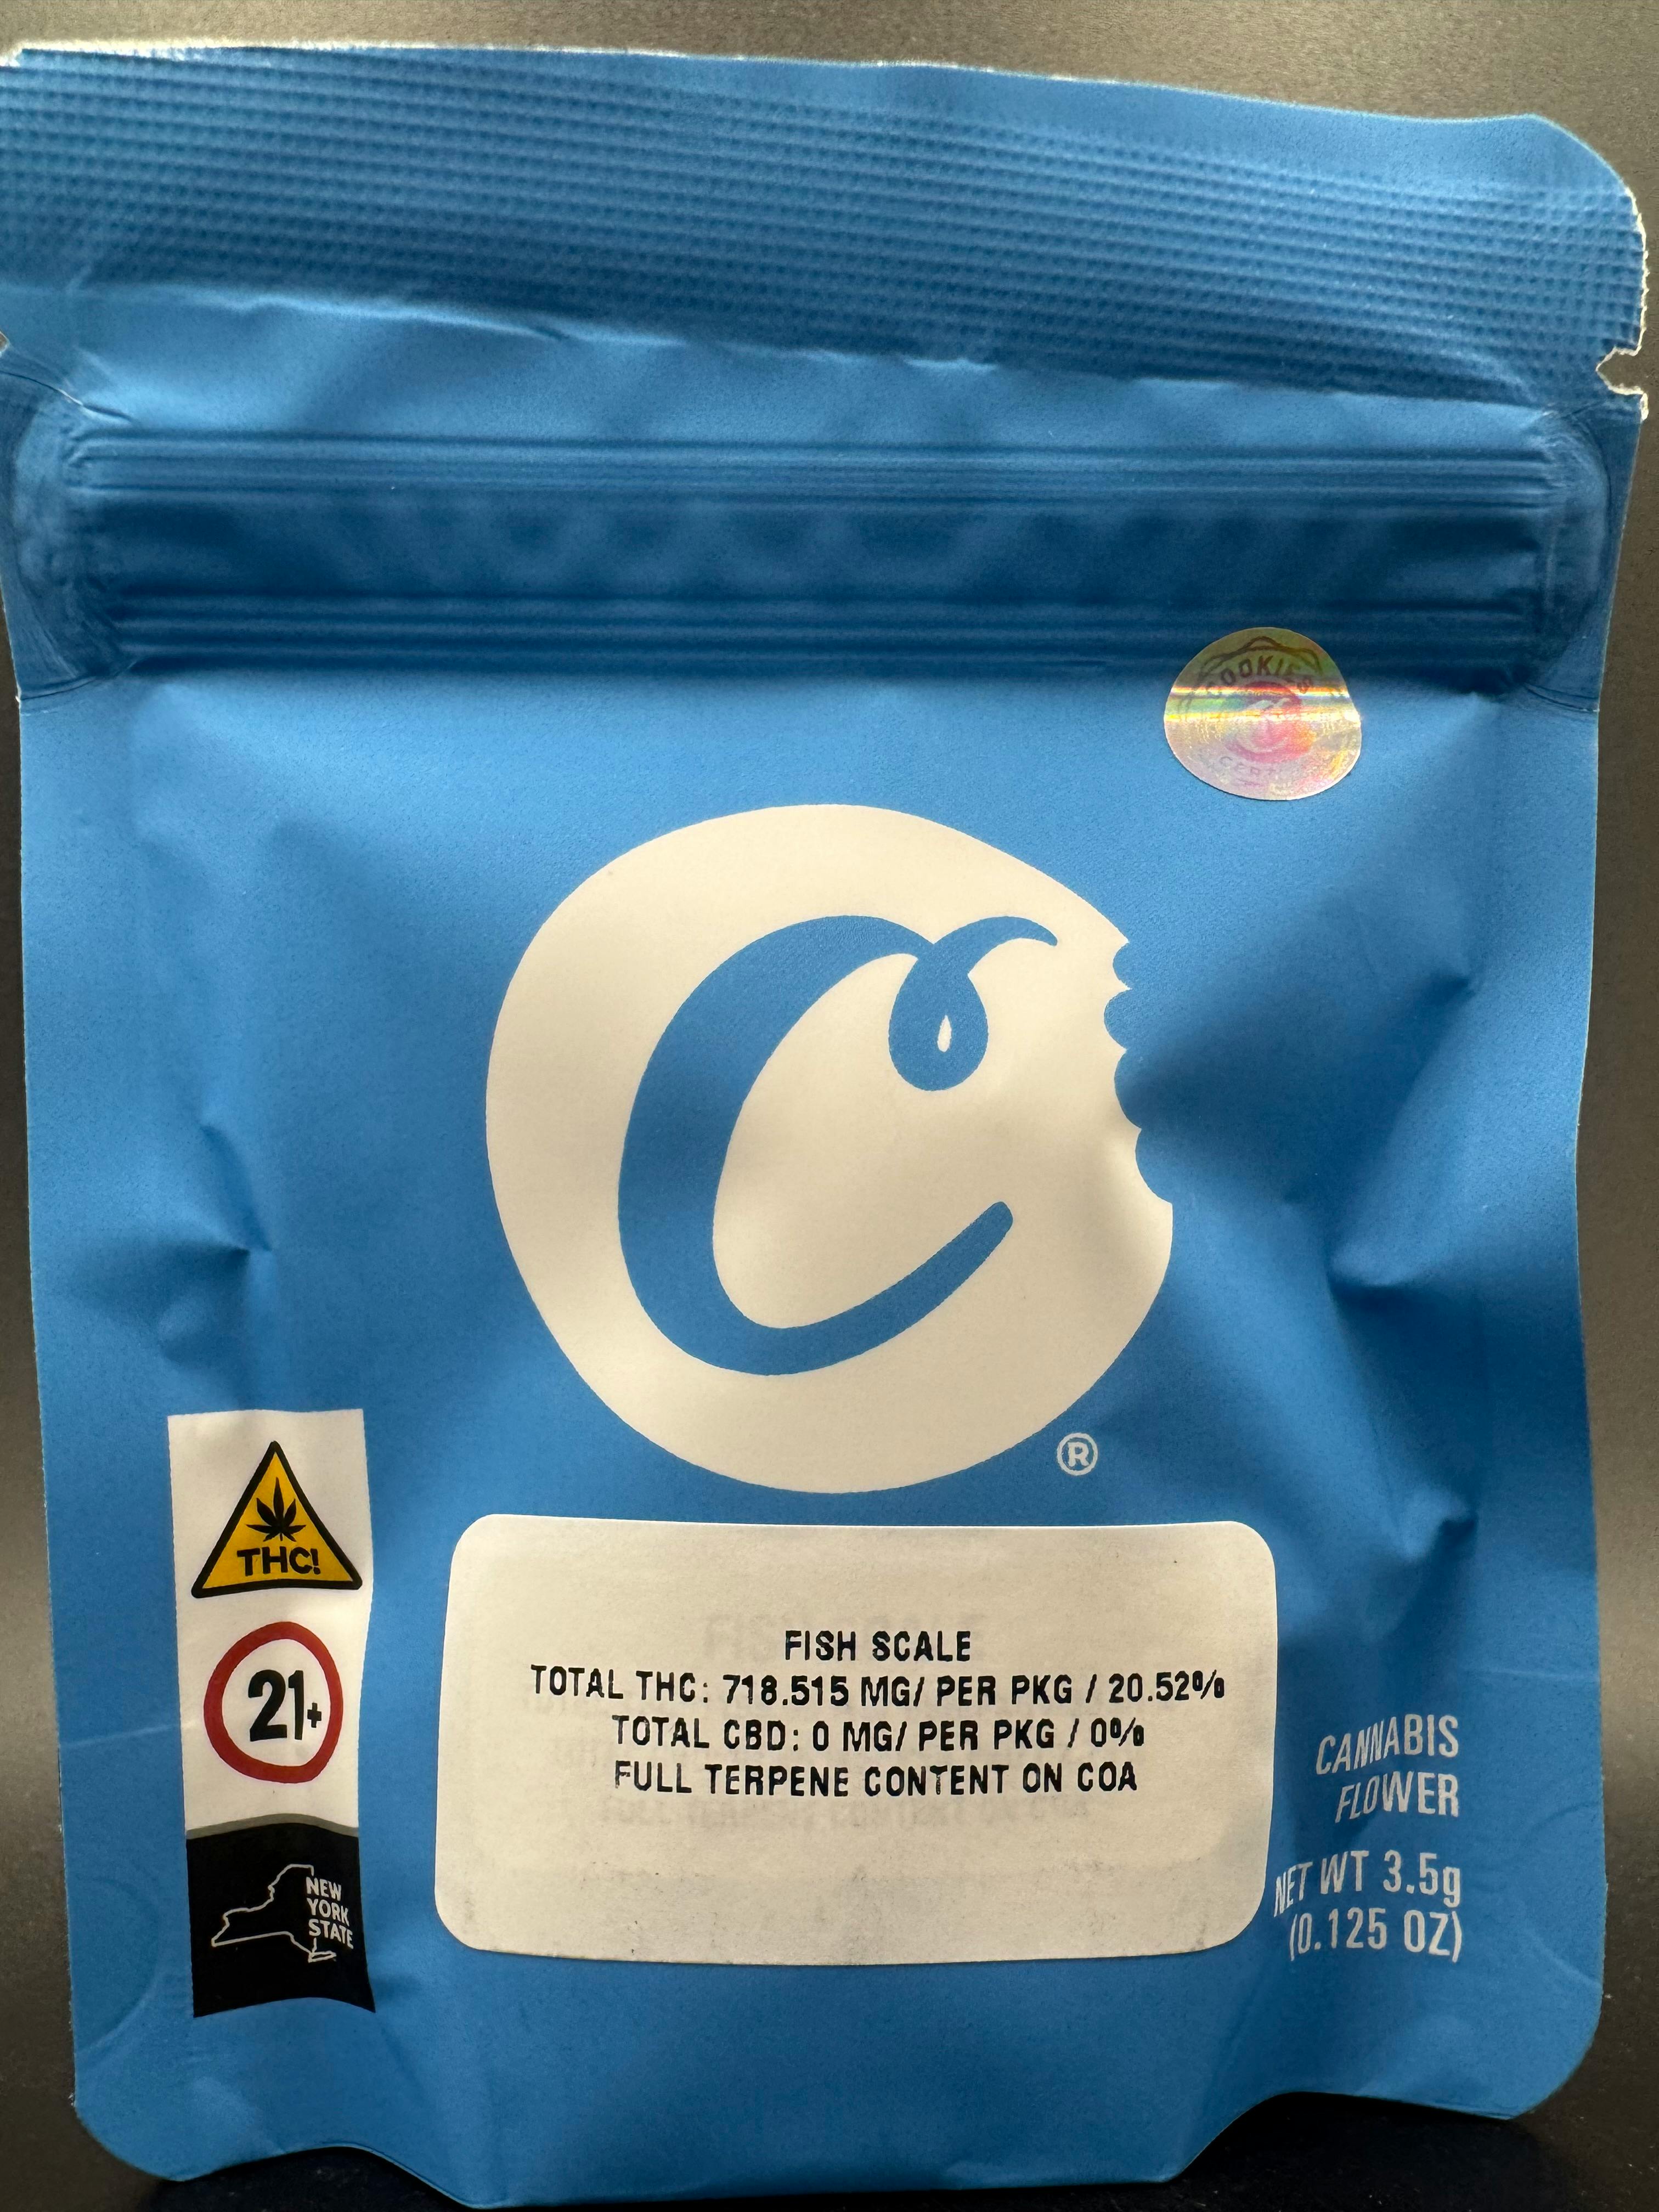 COOKIES
C
®
THC!
21+
NEW
YORK
STATE
FISH SCALE
TOTAL THC: 718.515 MG/ PER PKG / 20.52%
TOTAL CBD: 0 MG/ PER PKG / 0%
FULL TERPENE CONTENT ON COA
CANNABIS
FLOWER
NET WT 3.5g
(0.125 OZ)